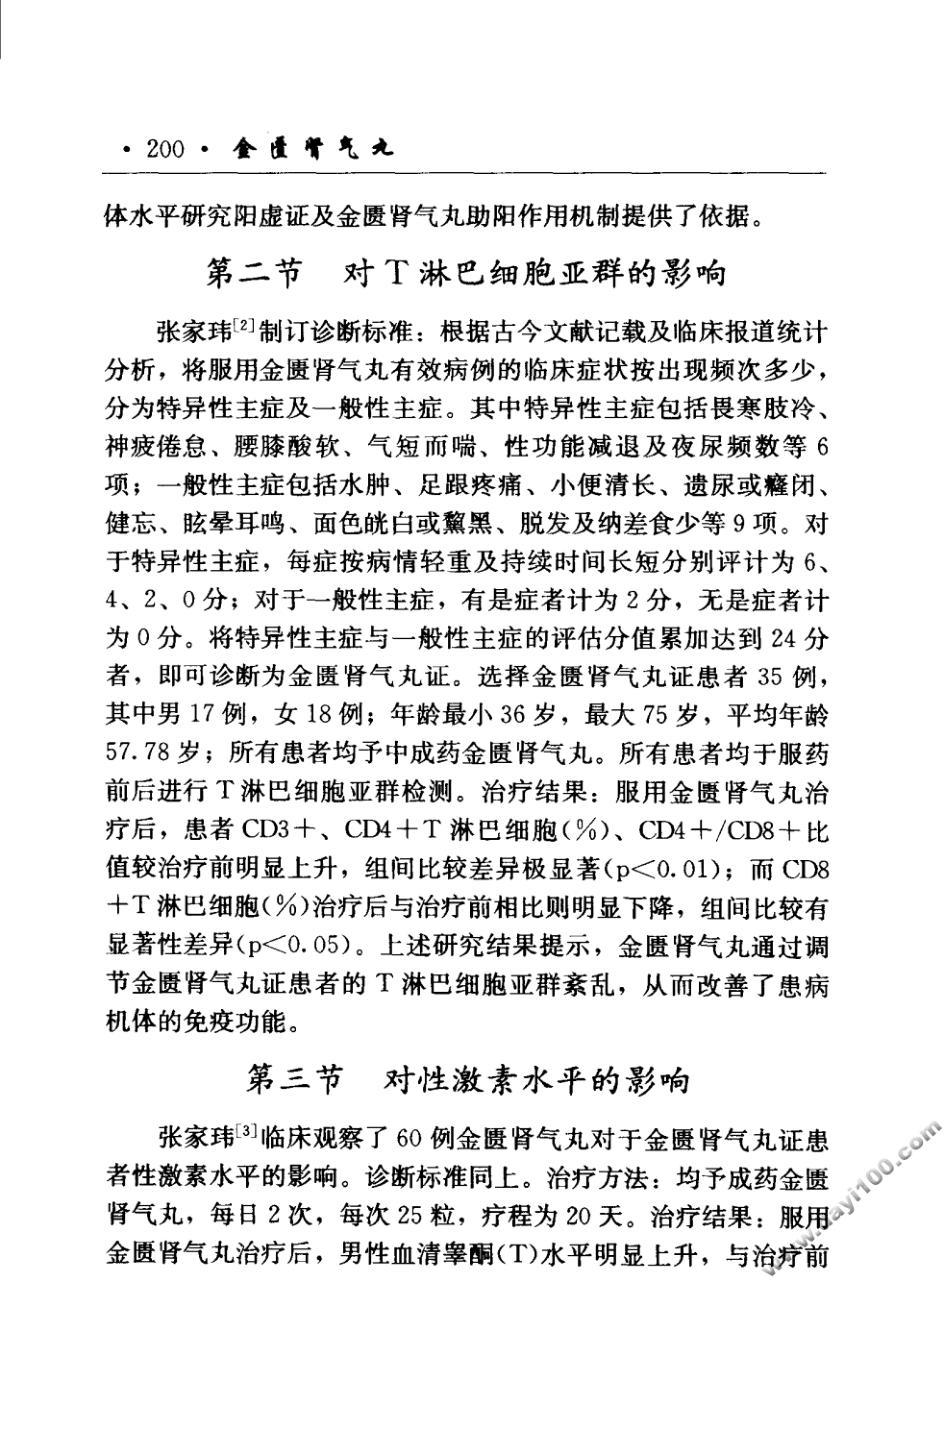 · 200 · 金匮肾气丸
体水平研究阳虚证及金匮肾气丸助阳作用机制提供了依据。
第二节 对T淋巴细胞亚群的影响
张家玮[2]制订诊断标准：根据古今文献记载及临床报道统计
分析，将服用金匮肾气丸有效病例的临床症状按出现频次多少，
分为特异性主症及一般性主症。其中特异性主症包括畏寒肢冷、
神疲倦怠、腰膝酸软、气短而喘、性功能减退及夜尿频数等6
项；一般性主症包括水肿、足跟疼痛、小便清长、遗尿或癃闭、
健忘、眩晕耳鸣、面色㿠白或黧黑、脱发及纳差食少等9项。对
于特异性主症，每症按病情轻重及持续时间长短分别评计为6、
4、2、0分；对于一般性主症，有是症者计为2分，无是症者计
为0分。将特异性主症与一般性主症的评估分值累加达到24分
者，即可诊断为金匮肾气丸证。选择金匮肾气丸证患者35例，
其中男17例，女18例；年龄最小36岁，最大75岁，平均年龄
57.78岁；所有患者均予中成药金匮肾气丸。所有患者均于服药
前后进行T淋巴细胞亚群检测。治疗结果：服用金匮肾气丸治
疗后，患者CD3＋、CD4＋T淋巴细胞(％)、CD4＋/CD8＋比
值较治疗前明显上升，组间比较差异极显著(p＜0.01)；而CD8
＋T淋巴细胞(％)治疗后与治疗前相比则明显下降，组间比较有
显著性差异(p＜0.05)。上述研究结果提示，金匮肾气丸通过调
节金匮肾气丸证患者的T淋巴细胞亚群紊乱，从而改善了患病
机体的免疫功能。
第三节 对性激素水平的影响
张家玮[3]临床观察了60例金匮肾气丸对于金匮肾气丸证患
者性激素水平的影响。诊断标准同上。治疗方法：均予成药金匮
肾气丸，每日2次，每次25粒，疗程为20天。治疗结果：服用
金匮肾气丸治疗后，男性血清睾酮(T)水平明显上升，与治疗前
www.dayi100.com